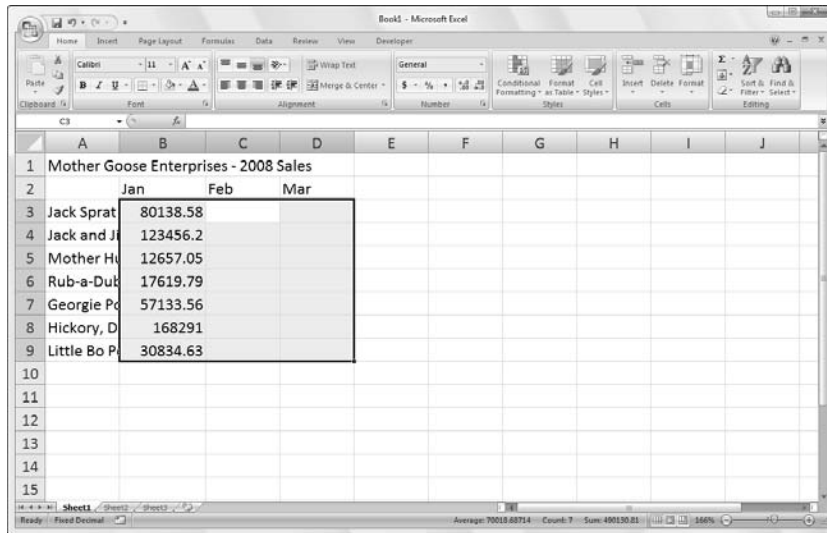 Book1 - Microsoft Excel
Home Insert Page Layout Formulas Data Review View Developer
Paste Calibri 11 A A Wrap Text General Conditional Formatting Format as Table Cell Styles Insert Delete Format Σ Sort & Filter Find & Select
B I U A Merge & Center $ % ,
Clipboard Font Alignment Number Styles Cells Editing
C3 fx
A B C D E F G H I J
1 Mother Goose Enterprises - 2008 Sales
2 Jan Feb Mar
3 Jack Sprat 80138.58
4 Jack and Ji 123456.2
5 Mother Hu 12657.05
6 Rub-a-Dub 17619.79
7 Georgie Po 57133.56
8 Hickory, D 168291
9 Little Bo P 30834.63
10
11
12
13
14
15
Sheet1 Sheet2 Sheet3
Ready Fixed Decimal Average: 70018.68714 Count: 7 Sum: 490130.81 166%